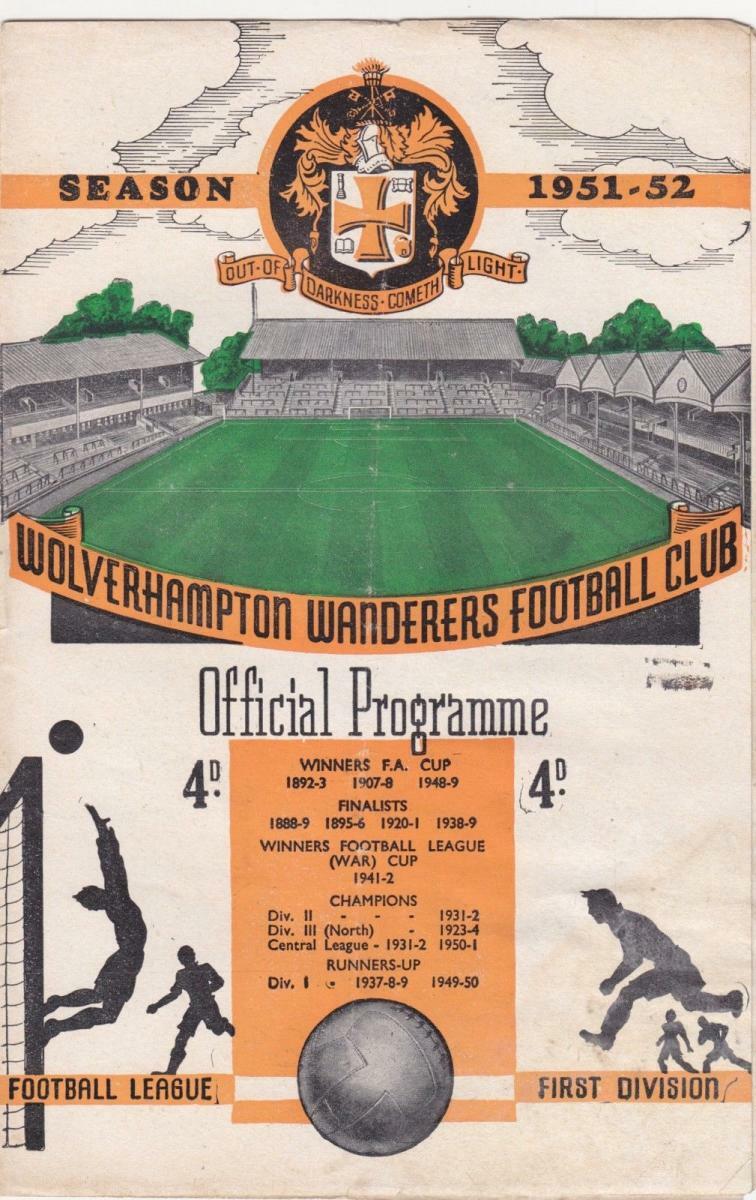 SEASON 1951-52
OUT·OF DARKNESS·COMETH LIGHT·
WOLVERHAMPTON WANDERERS FOOTBALL CLUB
Official Programme
4D. 4D.
WINNERS F.A. CUP
1892-3 1907-8 1948-9
FINALISTS
1888-9 1895-6 1920-1 1938-9
WINNERS FOOTBALL LEAGUE
(WAR) CUP
1941-2
CHAMPIONS
Div. II - - - 1931-2
Div. III (North) - 1923-4
Central League - 1931-2 1950-1
RUNNERS-UP
Div. I - 1937-8-9 1949-50
FOOTBALL LEAGUE FIRST DIVISION